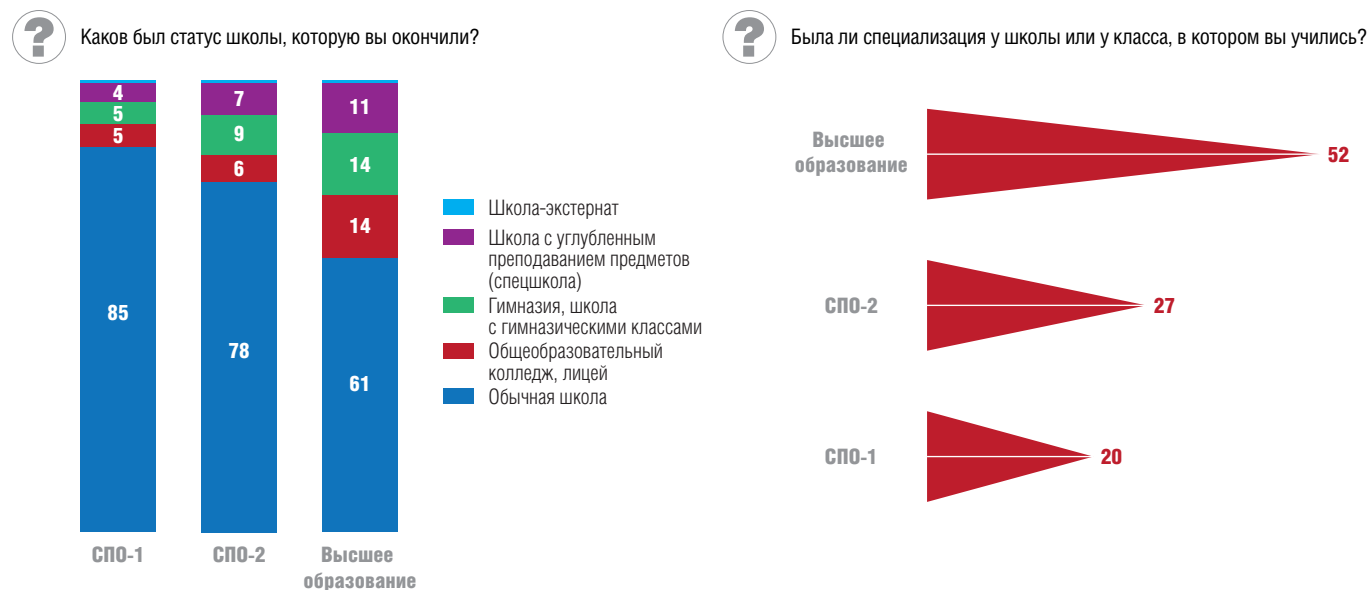 ?
Каков был статус школы, которую вы окончили?
4
5
5
85
7
9
6
78
11
14
14
61
СПО-1
СПО-2
Высшее
образование
Школа-экстернат
Школа с углубленным
преподаванием предметов
(спецшкола)
Гимназия, школа
с гимназическими классами
Общеобразовательный
колледж, лицей
Обычная школа
?
Была ли специализация у школы или у класса, в котором вы учились?
Высшее
образование
52
СПО-2
27
СПО-1
20